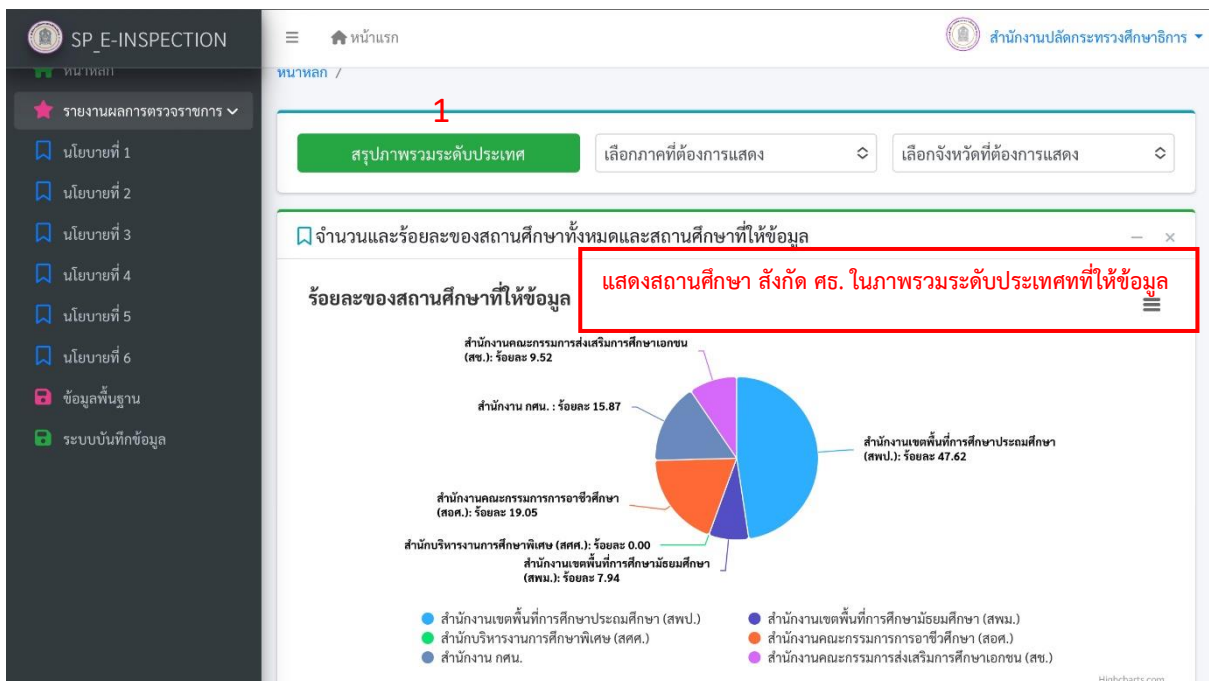 SP_E-INSPECTION
หน้าแรก
สำนักงานปลัดกระทรวงศึกษาธิการ
หน้าหลัก
หน้าหลัก /
รายงานผลการตรวจราชการ
1
สรุปภาพรวมระดับประเทศ
เลือกภาคที่ต้องการแสดง
เลือกจังหวัดที่ต้องการแสดง
นโยบายที่ 1
นโยบายที่ 2
นโยบายที่ 3
นโยบายที่ 4
นโยบายที่ 5
นโยบายที่ 6
ข้อมูลพื้นฐาน
ระบบบันทึกข้อมูล
จำนวนและร้อยละของสถานศึกษาทั้งหมดและสถานศึกษาที่ให้ข้อมูล
แสดงสถานศึกษา สังกัด ศธ. ในภาพรวมระดับประเทศทที่ให้ข้อมูล
ร้อยละของสถานศึกษาที่ให้ข้อมูล
สำนักงานคณะกรรมการส่งเสริมการศึกษาเอกชน
(สช.): ร้อยละ 9.52
สำนักงาน กศน. : ร้อยละ 15.87
สำนักงานเขตพื้นที่การศึกษาประถมศึกษา
(สพป.): ร้อยละ 47.62
สำนักงานคณะกรรมการการอาชีวศึกษา
(สอศ.): ร้อยละ 19.05
สำนักบริหารงานการศึกษาพิเศษ (สศศ.): ร้อยละ 0.00
สำนักงานเขตพื้นที่การศึกษามัธยมศึกษา
(สพม.): ร้อยละ 7.94
สำนักงานเขตพื้นที่การศึกษาประถมศึกษา (สพป.)
สำนักงานเขตพื้นที่การศึกษามัธยมศึกษา (สพม.)
สำนักบริหารงานการศึกษาพิเศษ (สศศ.)
สำนักงานคณะกรรมการการอาชีวศึกษา (สอศ.)
สำนักงาน กศน.
สำนักงานคณะกรรมการส่งเสริมการศึกษาเอกชน (สช.)
Highcharts.com